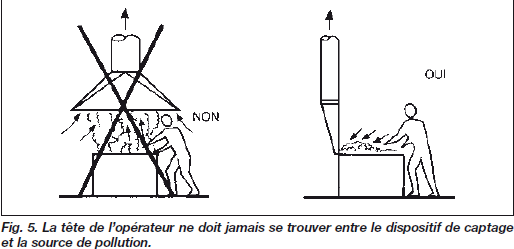 NON
OUI
Fig. 5. La tête de l'opérateur ne doit jamais se trouver entre le dispositif de captage
et la source de pollution.